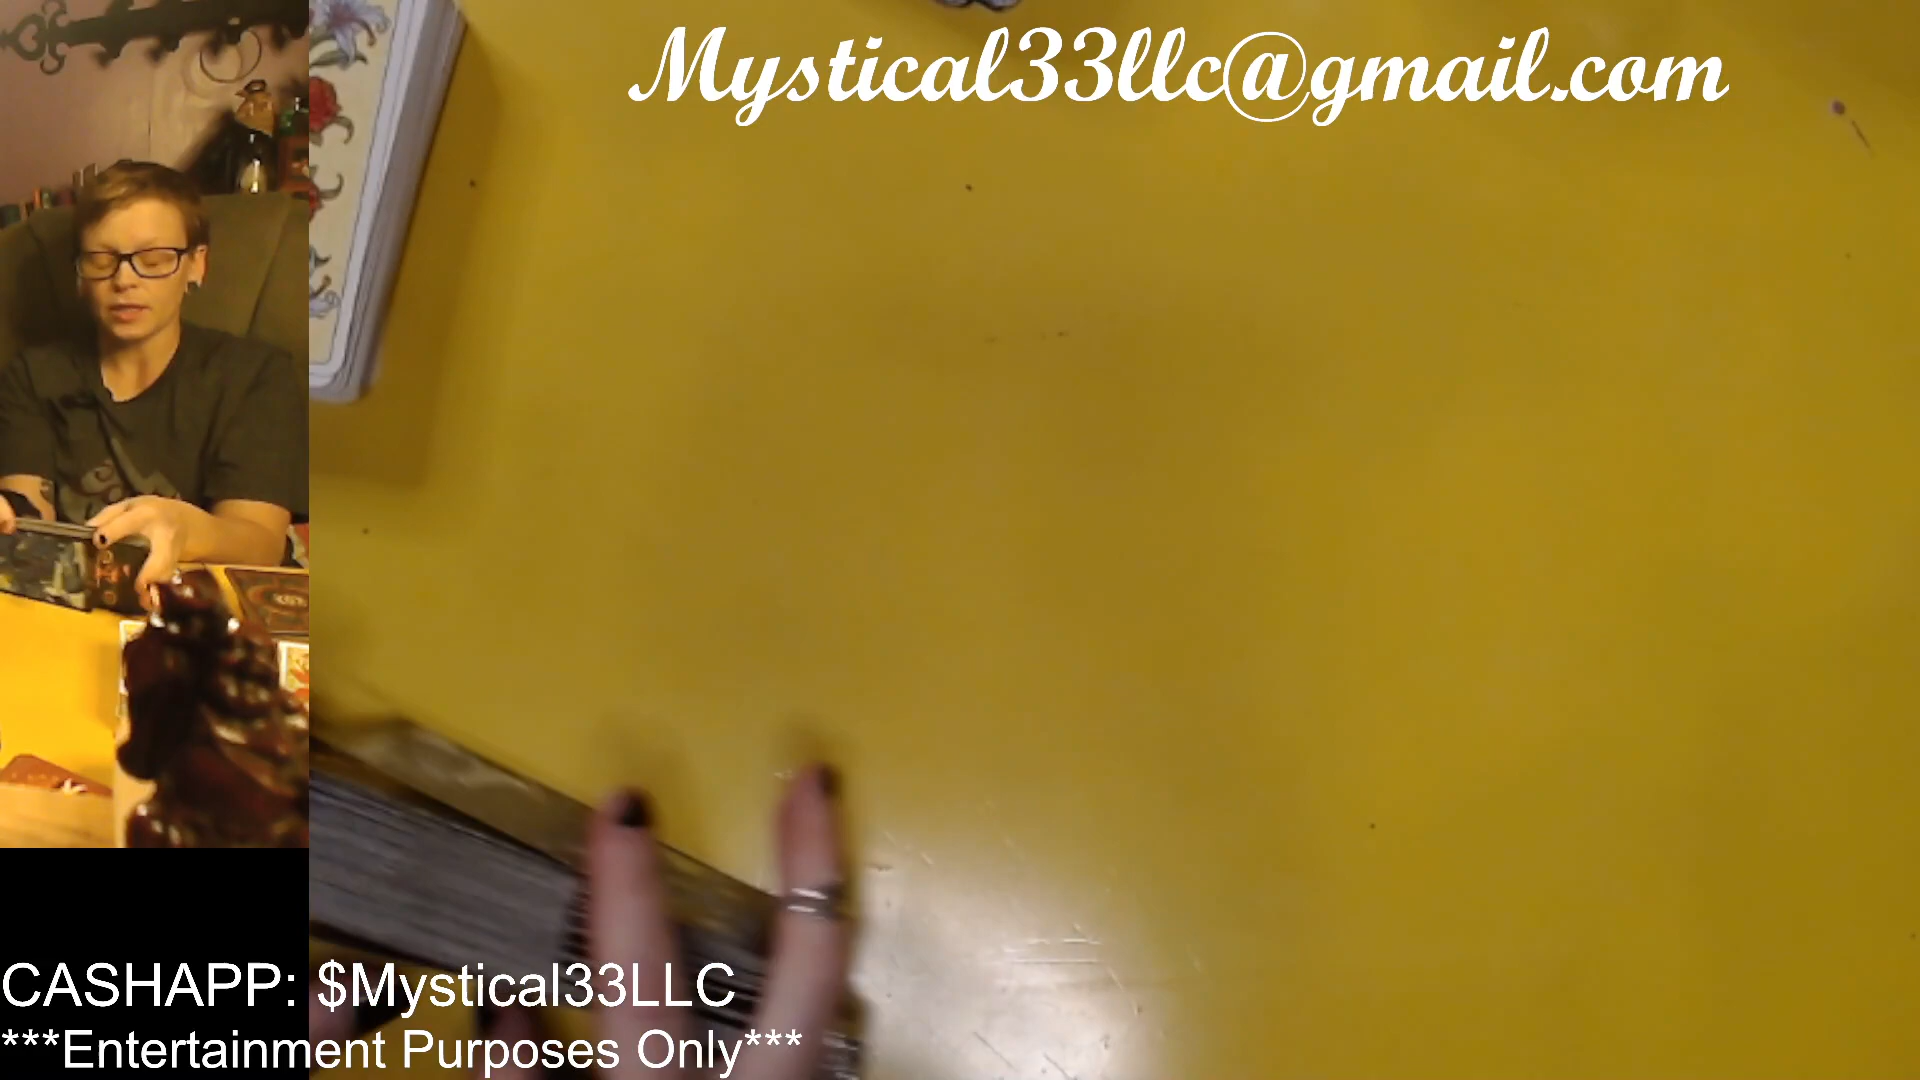 Mystical33llc@gmail.com
CASHAPP: $Mystical33LLC
***Entertainment Purposes Only***